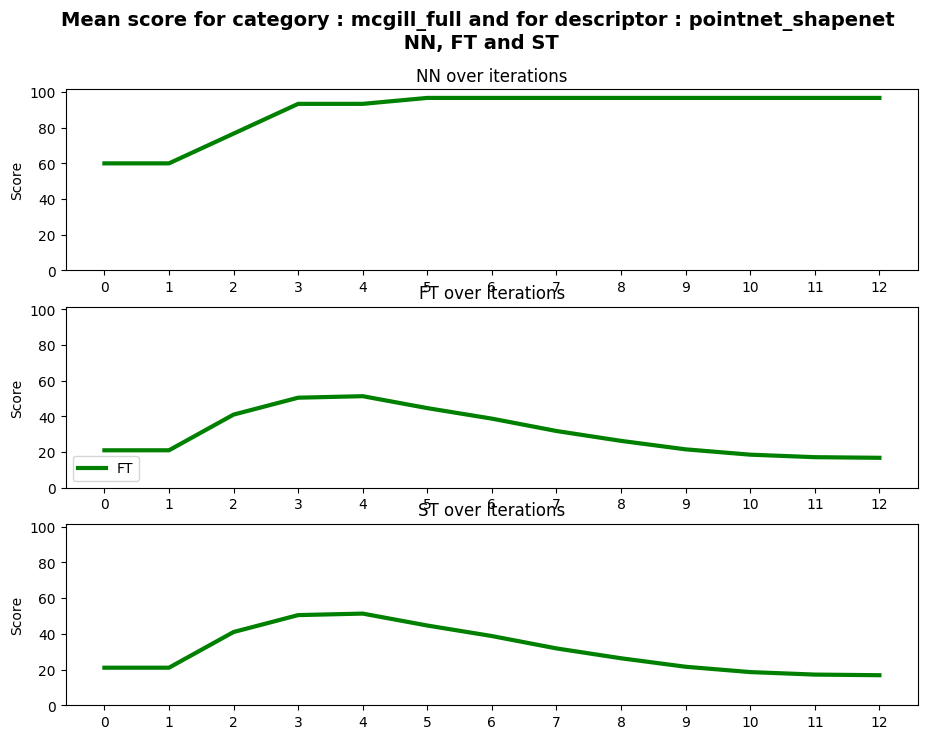 Mean score for category : mcgill_full and for descriptor : pointnet_shapenet
NN, FT and ST
NN over iterations
100
80
60
40
20
0
Score
0 1 2 3 4 5 6 7 8 9 10 11 12
FT over iterations
100
80
60
40
20
0
Score
FT
0 1 2 3 4 5 6 7 8 9 10 11 12
ST over iterations
100
80
60
40
20
0
Score
0 1 2 3 4 5 6 7 8 9 10 11 12